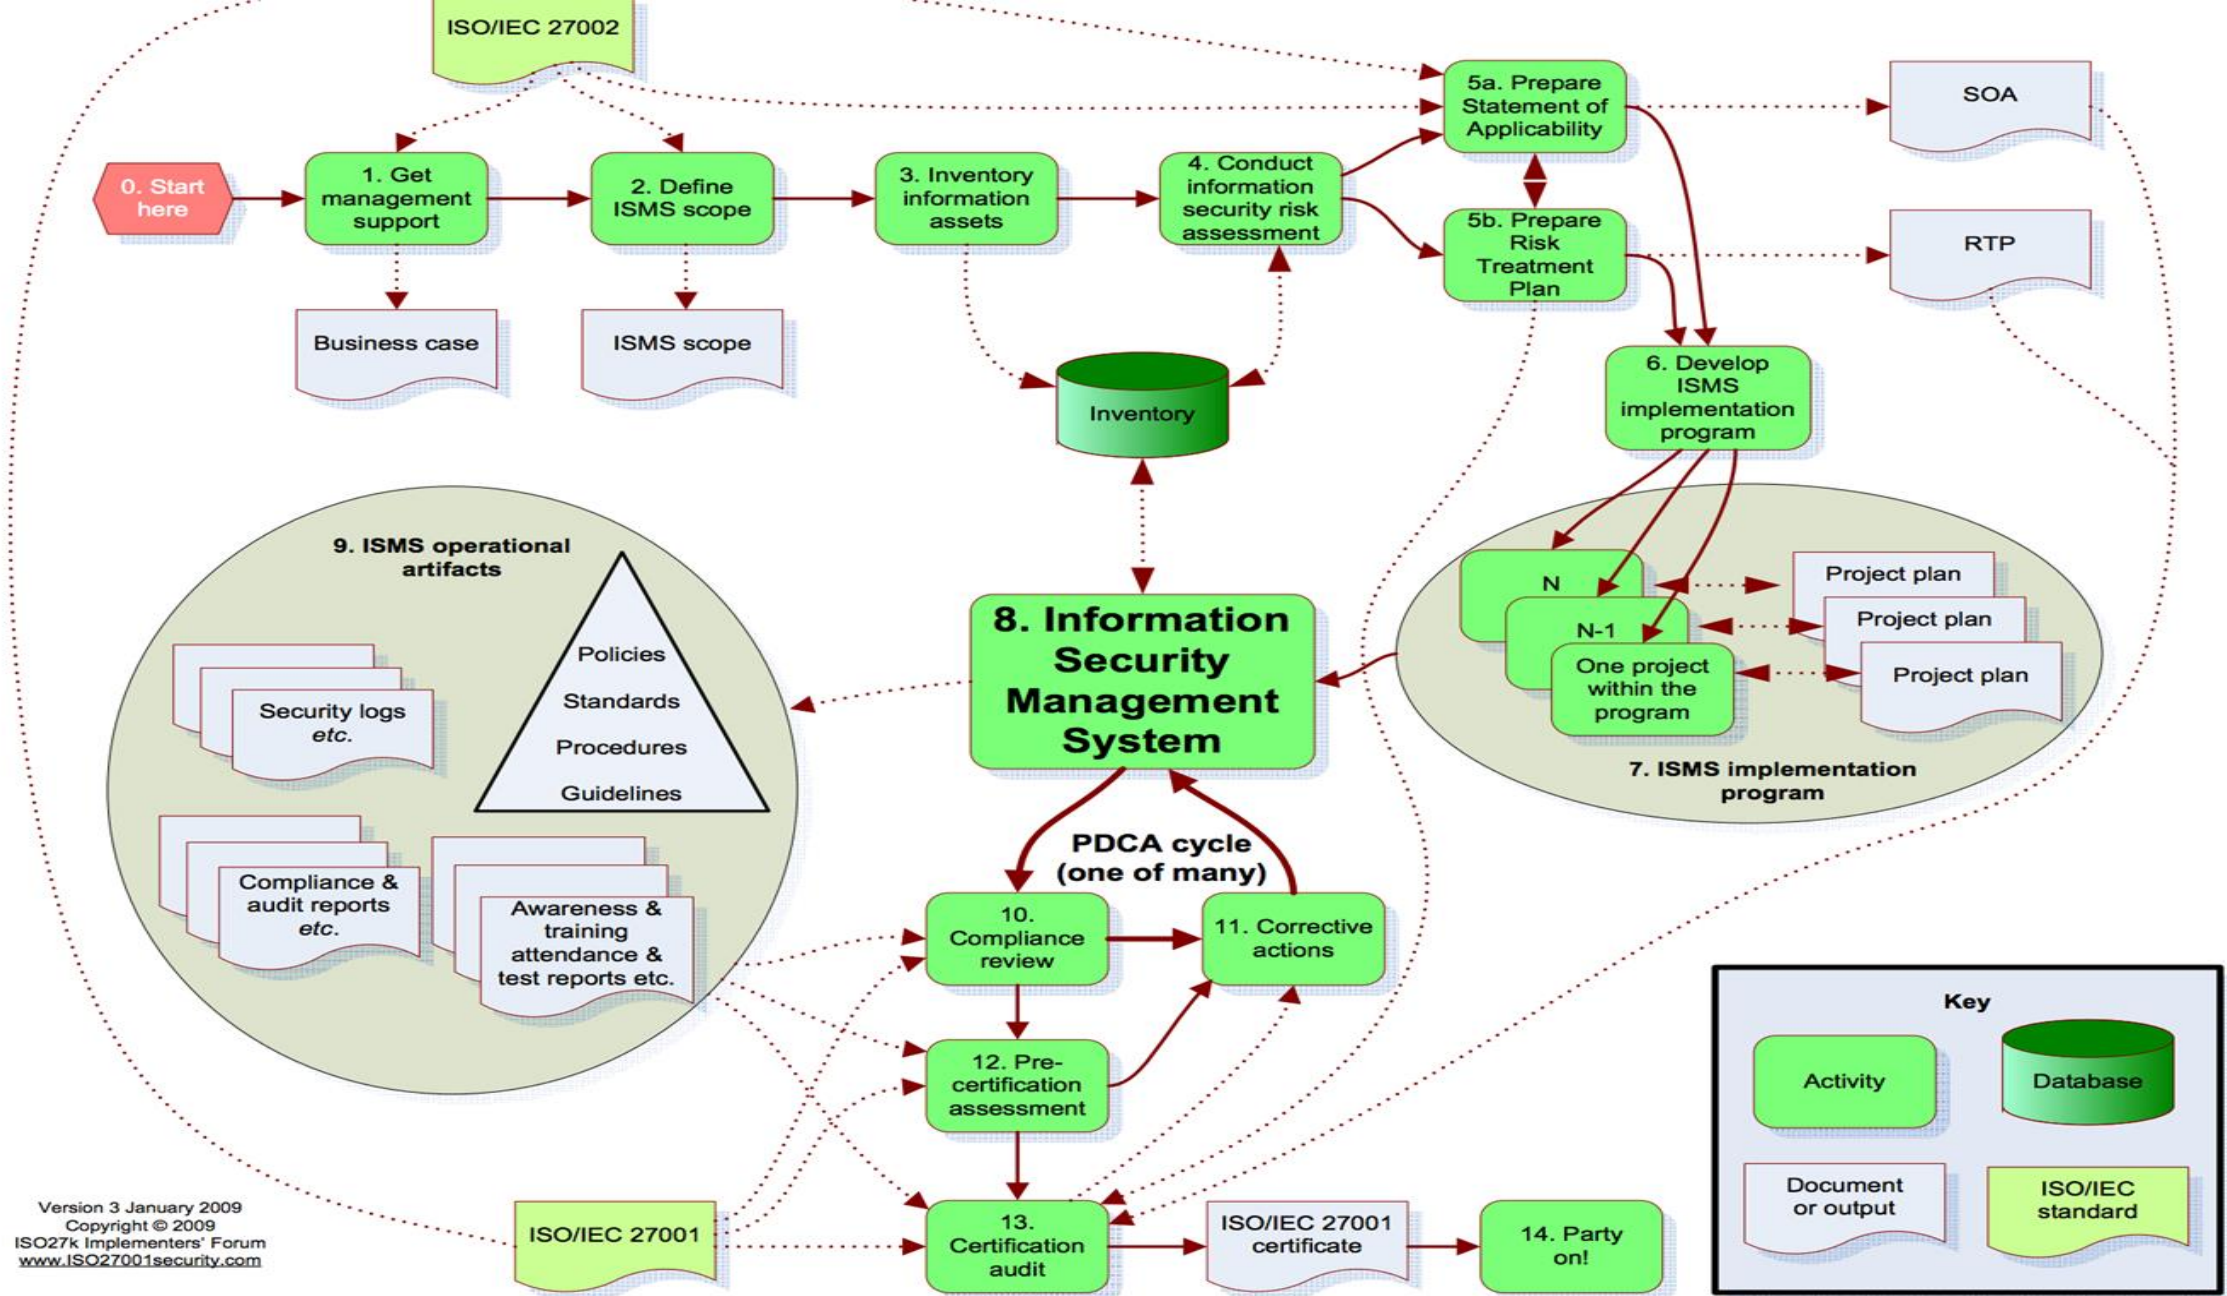 ISO/IEC 27002
0. Start
here
1. Get
management
support
2. Define
ISMS scope
3. Inventory
information
assets
4. Conduct
information
security risk
assessment
5a. Prepare
Statement of
Applicability
5b. Prepare
Risk
Treatment
Plan
SOA
RTP
Business case
ISMS scope
Inventory
6. Develop
ISMS
implementation
program
9. ISMS operational
artifacts
Policies
Standards
Procedures
Guidelines
Security logs
etc.
Compliance &
audit reports
etc.
Awareness &
training
attendance &
test reports etc.
8. Information
Security
Management
System
N
N-1
One project
within the
program
Project plan
Project plan
Project plan
7. ISMS implementation
program
PDCA cycle
(one of many)
10.
Compliance
review
11. Corrective
actions
12. Pre-
certification
assessment
13.
Certification
audit
ISO/IEC 27001
ISO/IEC 27001
certificate
14. Party
on!
Key
Activity
Database
Document
or output
ISO/IEC
standard
Version 3 January 2009
Copyright © 2009
ISO27k Implementers' Forum
www.ISO27001security.com